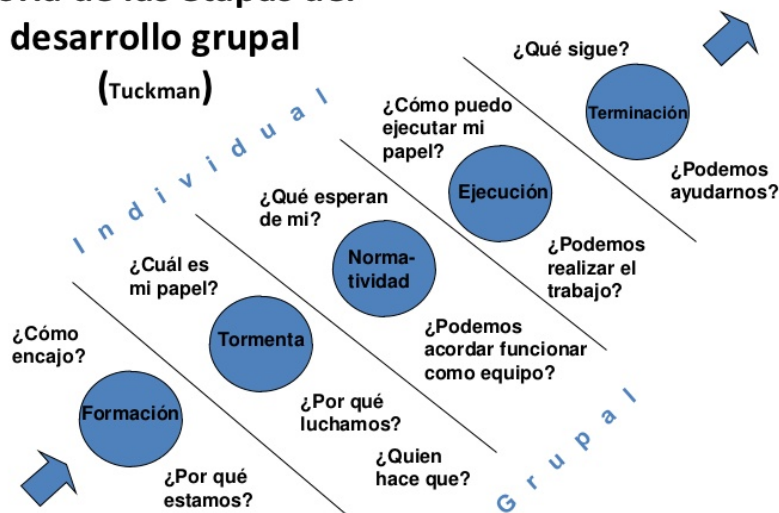 desarrollo grupal
(Tuckman)
Individual
¿Qué sigue?
Terminación
¿Podemos
ayudarnos?
¿Cómo puedo
ejecutar mi
papel?
Ejecución
¿Podemos
realizar el
trabajo?
¿Qué esperan
de mi?
Norma-
tividad
¿Podemos
acordar funcionar
como equipo?
¿Cuál es
mi papel?
Tormenta
¿Por qué
luchamos?
¿Quien
hace que?
¿Cómo
encajo?
Formación
¿Por qué
estamos?
Grupal